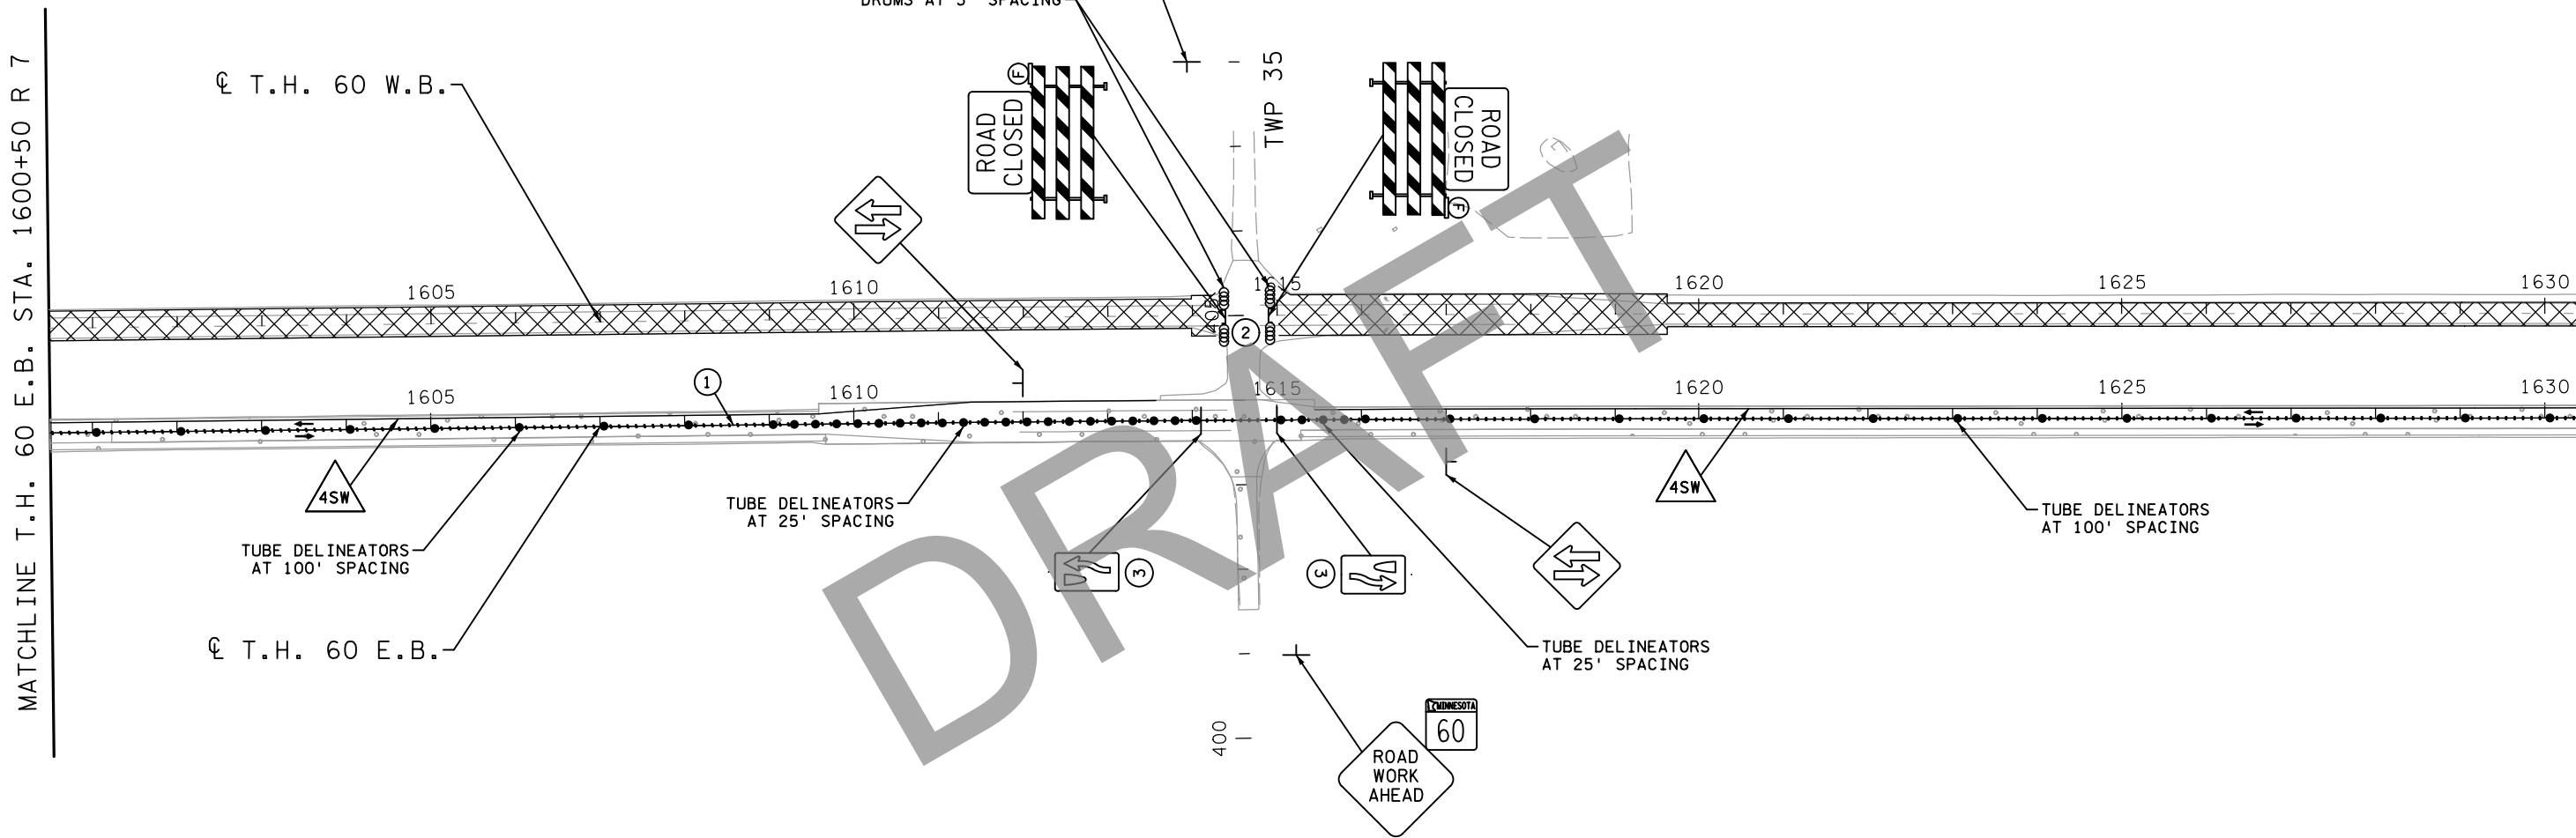 DRUMS AT 5' SPACING
MATCHLINE T.H. 60 E.B. STA. 1600+50 R 7
℄ T.H. 60 W.B.
F
ROAD
CLOSED
TWP 35
ROAD
CLOSED
F
1605
1610
1615
1620
1625
1630
405
2
1
1605
1610
1615
1620
1625
1630
4SW
TUBE DELINEATORS
AT 100' SPACING
TUBE DELINEATORS
AT 25' SPACING
3
3
4SW
TUBE DELINEATORS
AT 100' SPACING
℄ T.H. 60 E.B.
TUBE DELINEATORS
AT 25' SPACING
400
MINNESOTA
60
ROAD
WORK
AHEAD
DRAFT